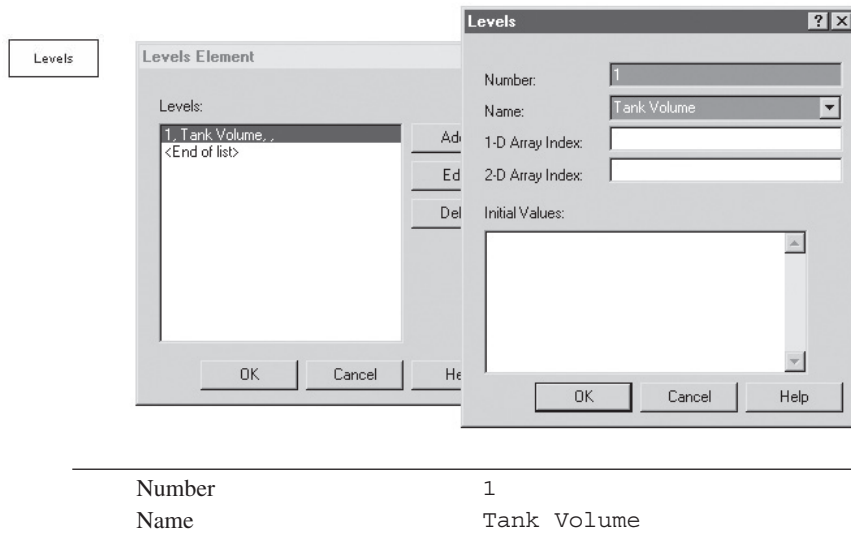 Levels
Levels Element
Levels:
1, Tank Volume, ,
<End of list>
OK
Cancel
Levels
? ×
Number:
1
Name:
Tank Volume
1-D Array Index:
2-D Array Index:
Initial Values:
OK
Cancel
Help
Number 1
Name Tank Volume